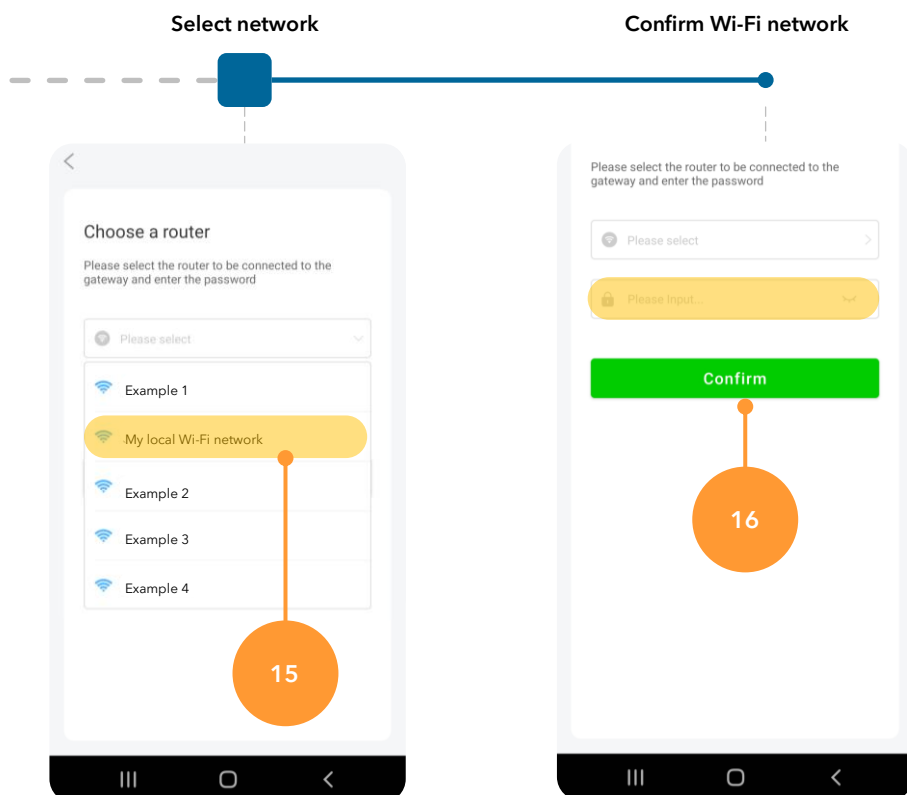 Select network
Confirm Wi-Fi network
Choose a router
Please select the router to be connected to the
gateway and enter the password
Please select
Example 1
My local Wi-Fi network
Example 2
Example 3
Example 4
15
Please select the router to be connected to the
gateway and enter the password
Please select
Please Input...
Confirm
16